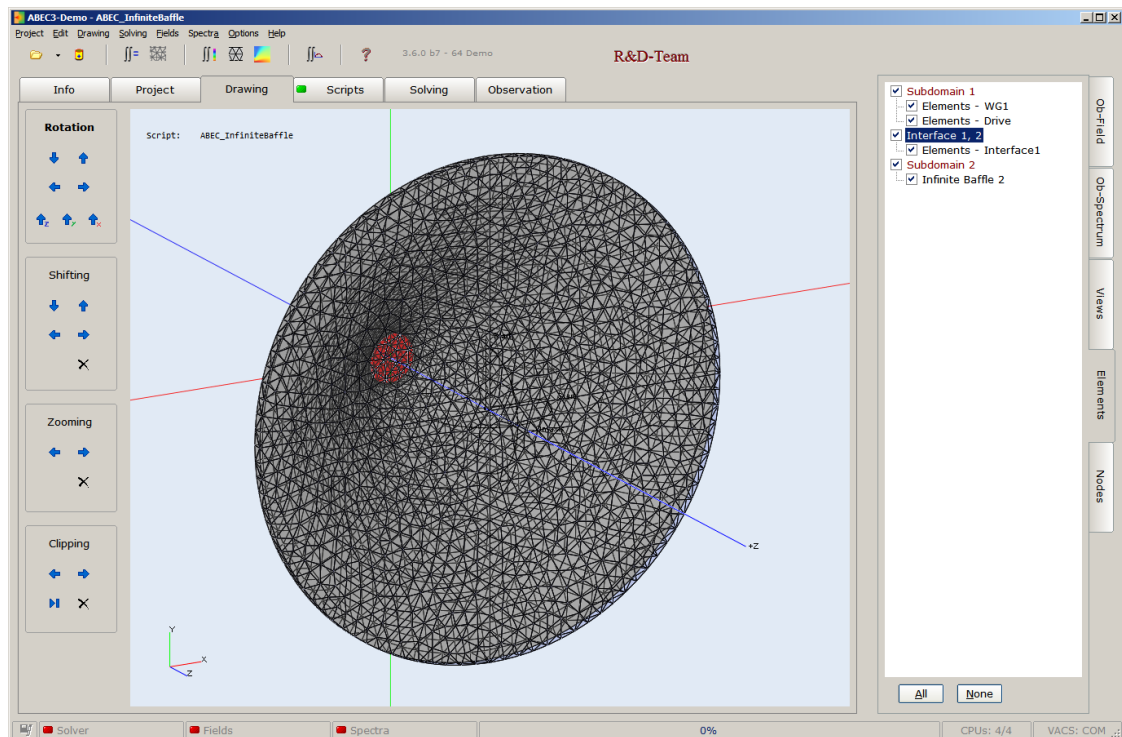 ABEC3-Demo - ABEC_InfiniteBaffle
Project Edit Drawing Solving Fields Spectra Options Help
3.6.0 b7 - 64 Demo
R&D-Team
Info
Project
Drawing
Scripts
Solving
Observation
Rotation
Z
Y
X
Shifting
Zooming
Clipping
Script: ABEC_InfiniteBaffle
+Z
Y
X
Z
Subdomain 1
Elements - WG1
Elements - Drive
Interface 1, 2
Elements - Interface1
Subdomain 2
Infinite Baffle 2
All
None
Ob-Field
Ob-Spectrum
Views
Elements
Nodes
Solver
Fields
Spectra
0%
CPUs: 4/4
VACS: COM